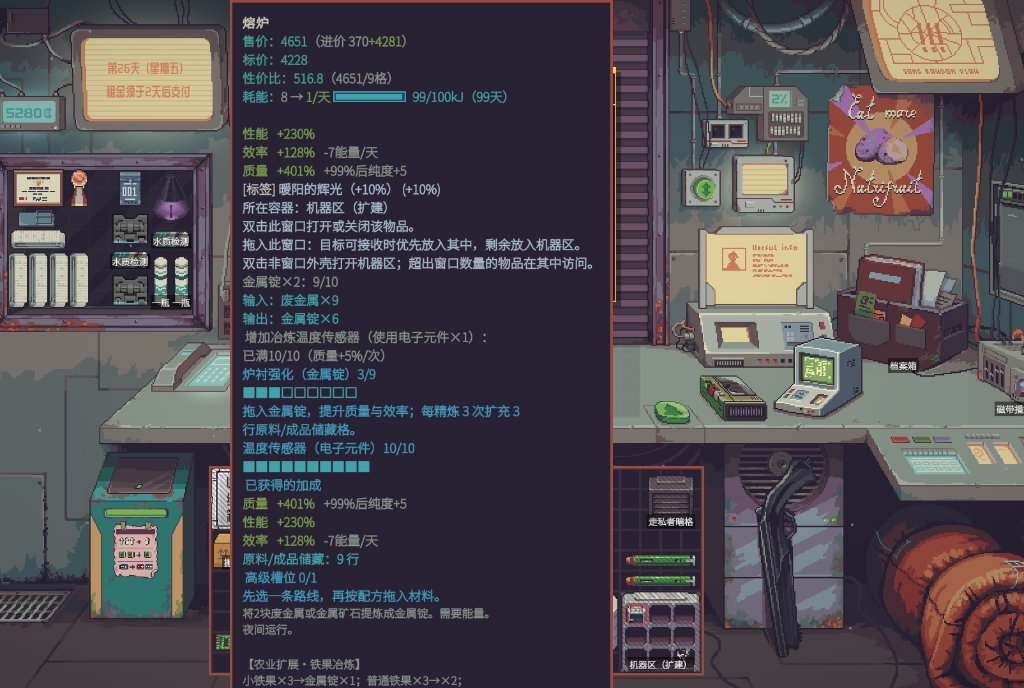 熔炉
售价：4651（进价 370+4281）
标价：4228
性价比：516.8（4651/9格）
耗能：8 → 1/天 99/100kJ（99天）
性能 +230%
效率 +128% -7能量/天
质量 +401% +99%后纯度+5
[标签] 暖阳的辉光（+10%）（+10%）
所在容器：机器区（扩建）
双击此窗口打开或关闭该物品。
拖入此窗口：目标可接收时优先放入其中，剩余放入机器区。
双击非窗口外壳打开机器区；超出窗口数量的物品在其中访问。
金属锭×2：9/10
输入：废金属×9
输出：金属锭×6
增加冶炼温度传感器（使用电子元件×1）：
已满10/10（质量+5%/次）
炉衬强化（金属锭）3/9
■■■□□□□□□
拖入金属锭，提升质量与效率；每精炼 3 次扩充 3
行原料/成品储藏格。
温度传感器（电子元件）10/10
■■■■■■■■■■
已获得的加成
质量 +401% +99%后纯度+5
性能 +230%
效率 +128% -7能量/天
原料/成品储藏：9 行
高级槽位 0/1
先选一条路线，再按配方拖入材料。
将2块废金属或金属矿石提炼成金属锭。需要能量。
夜间运行。
【农业扩展·铁果冶炼】
小铁果×3→金属锭×1；普通铁果×3→×2；
第26天（星期五）
租金须于2天后支付
5280₵
001
水质检测
水质检测
一瓶
一瓶
SONG RANDOM PLAY
2%
Eat more
Nutrifruit
Useful info
档案箱
磁带播
走私者暗格
机器区（扩建）